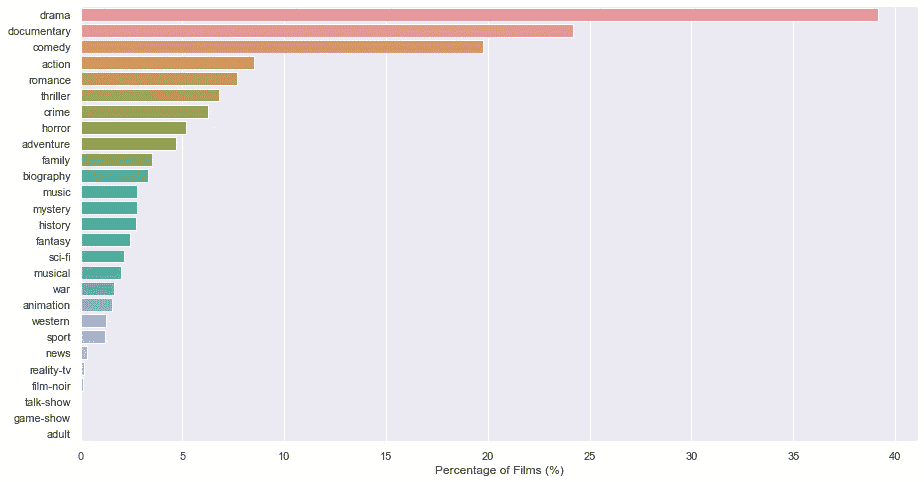 drama
documentary
comedy
action
romance
thriller
crime
horror
adventure
family
biography
music
mystery
history
fantasy
sci-fi
musical
war
animation
western
sport
news
reality-tv
film-noir
talk-show
game-show
adult
0 5 10 15 20 25 30 35 40
Percentage of Films (%)